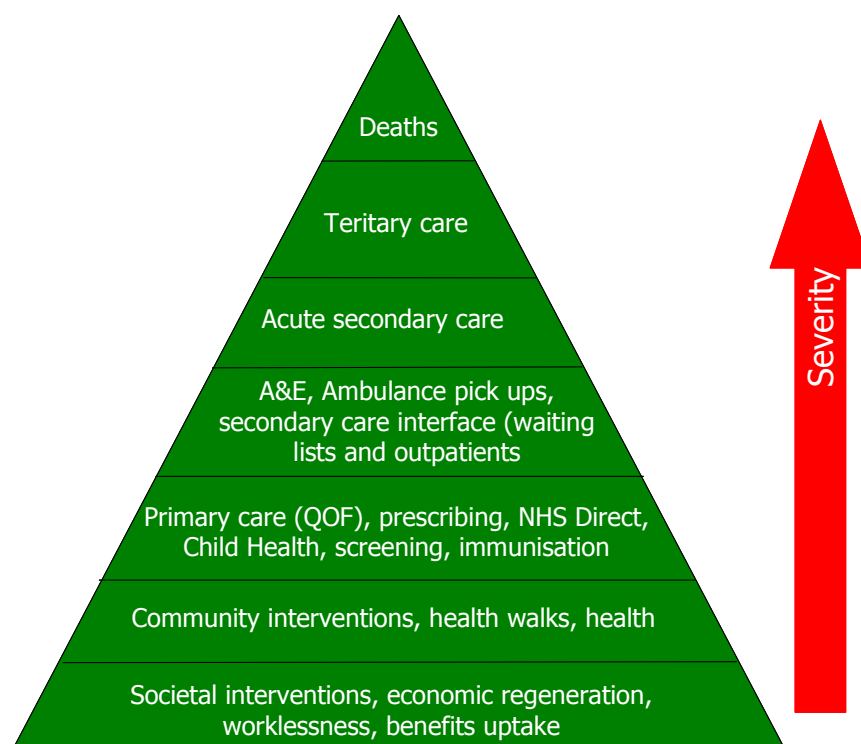 Deaths
Teritary care
Acute secondary care
A&E, Ambulance pick ups,
secondary care interface (waiting
lists and outpatients
Primary care (QOF), prescribing, NHS Direct,
Child Health, screening, immunisation
Community interventions, health walks, health
Societal interventions, economic regeneration,
worklessness, benefits uptake
Severity